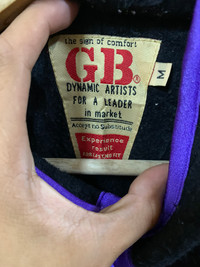 the sign of comfort
GB®
DYNAMIC ARTISTS
FOR A LEADER
in market
Accept no Substitute
Experience
result
M